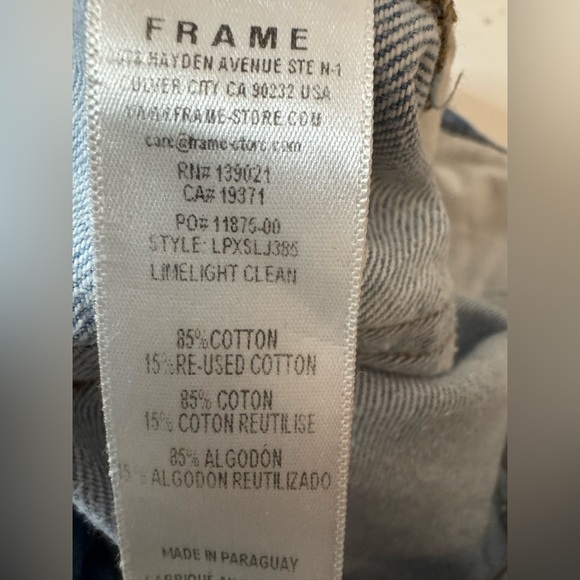 FRAME
HAYDEN AVENUE STE N-1
CULVER CITY CA 90232 USA
WWW.FRAME-STORE.COM
care@frame-store.com
RN# 139021
CA# 19371
PO# 11875-00
STYLE: LPXSLJ385
LIMELIGHT CLEAN
85% COTTON
15% RE-USED COTTON
85% COTON
15% COTON REUTILISE
85% ALGODÓN
15% ALGODON REUTILIZADO
MADE IN PARAGUAY